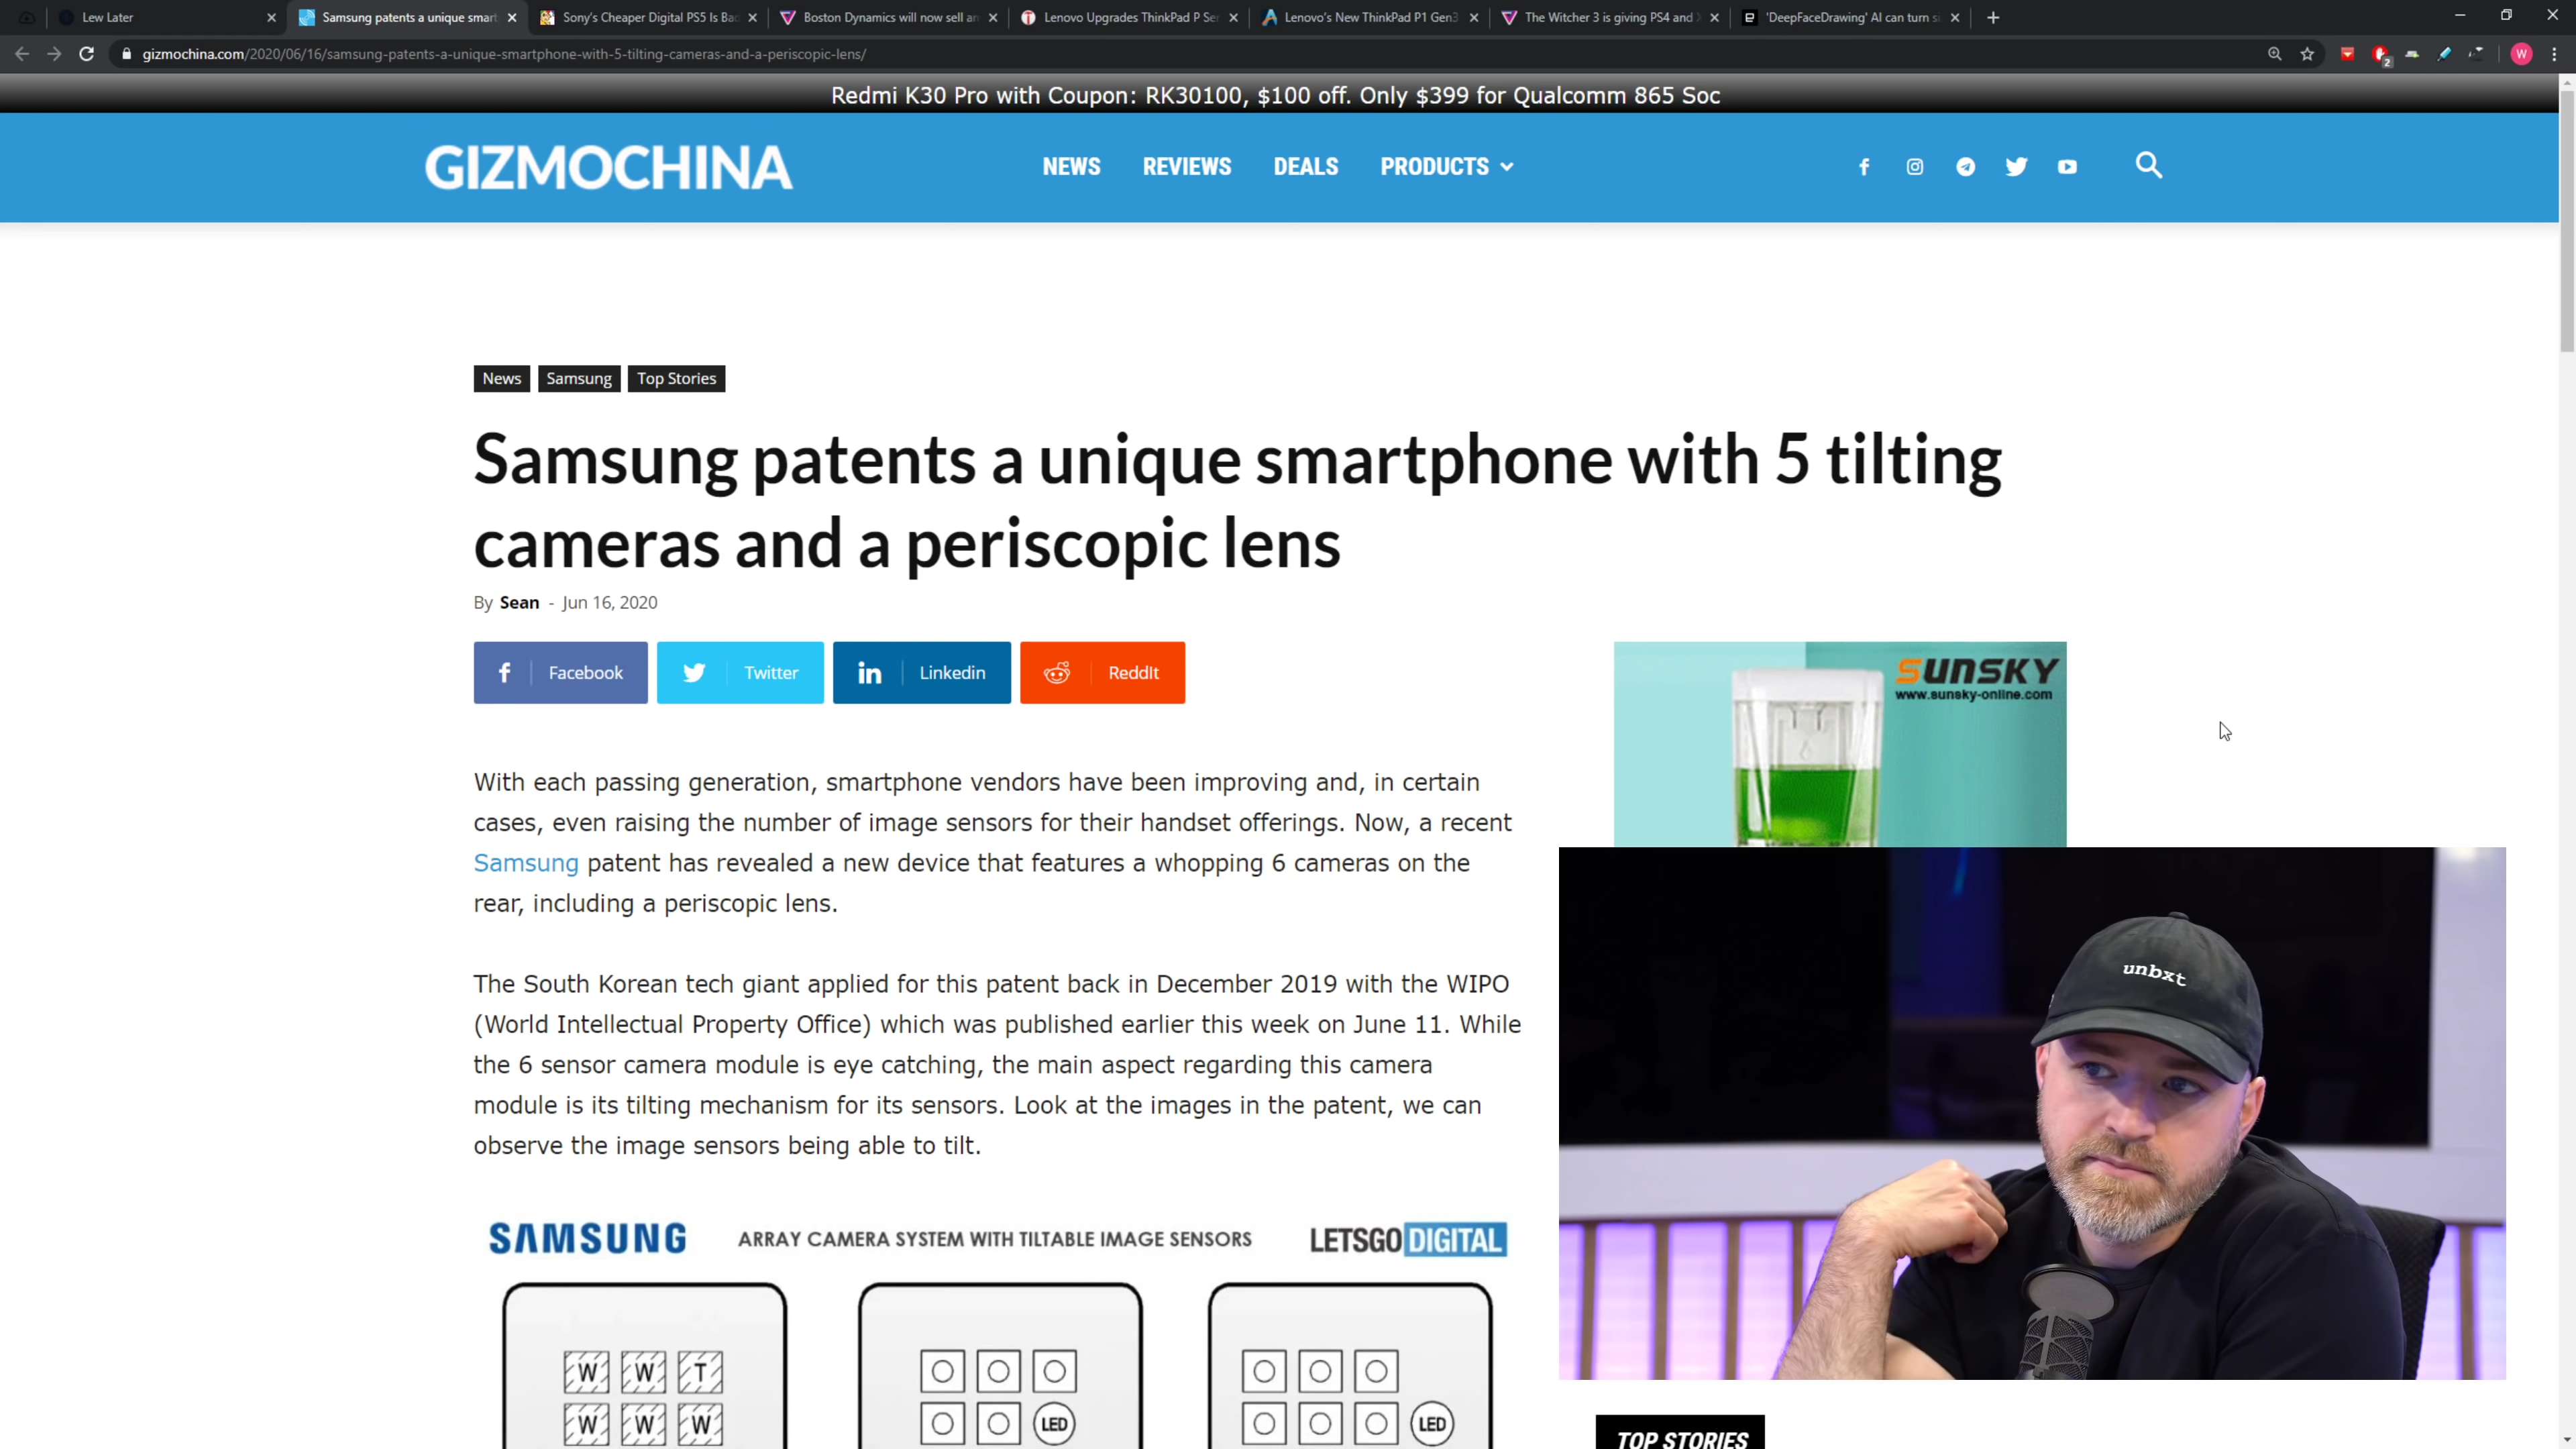 Lew Later
Samsung patents a unique smart
Sony's Cheaper Digital PS5 Is Bac
Boston Dynamics will now sell an
Lenovo Upgrades ThinkPad P Se
Lenovo's New ThinkPad P1 Gen3
The Witcher 3 is giving PS4 and X
'DeepFaceDrawing' AI can turn si
gizmochina.com/2020/06/16/samsung-patents-a-unique-smartphone-with-5-tilting-cameras-and-a-periscopic-lens/
2
W
Redmi K30 Pro with Coupon: RK30100, $100 off. Only $399 for Qualcomm 865 Soc
GIZMOCHINA
NEWS REVIEWS DEALS PRODUCTS
News Samsung Top Stories
Samsung patents a unique smartphone with 5 tilting
cameras and a periscopic lens
By Sean - Jun 16, 2020
Facebook Twitter Linkedin ReddIt
SUNSKY
www.sunsky-online.com
With each passing generation, smartphone vendors have been improving and, in certain
cases, even raising the number of image sensors for their handset offerings. Now, a recent
Samsung patent has revealed a new device that features a whopping 6 cameras on the
rear, including a periscopic lens.
The South Korean tech giant applied for this patent back in December 2019 with the WIPO
(World Intellectual Property Office) which was published earlier this week on June 11. While
the 6 sensor camera module is eye catching, the main aspect regarding this camera
module is its tilting mechanism for its sensors. Look at the images in the patent, we can
observe the image sensors being able to tilt.
SAMSUNG ARRAY CAMERA SYSTEM WITH TILTABLE IMAGE SENSORS LETSGODIGITAL
W W T
W W W
LED
LED
unbxt
TOP STORIES